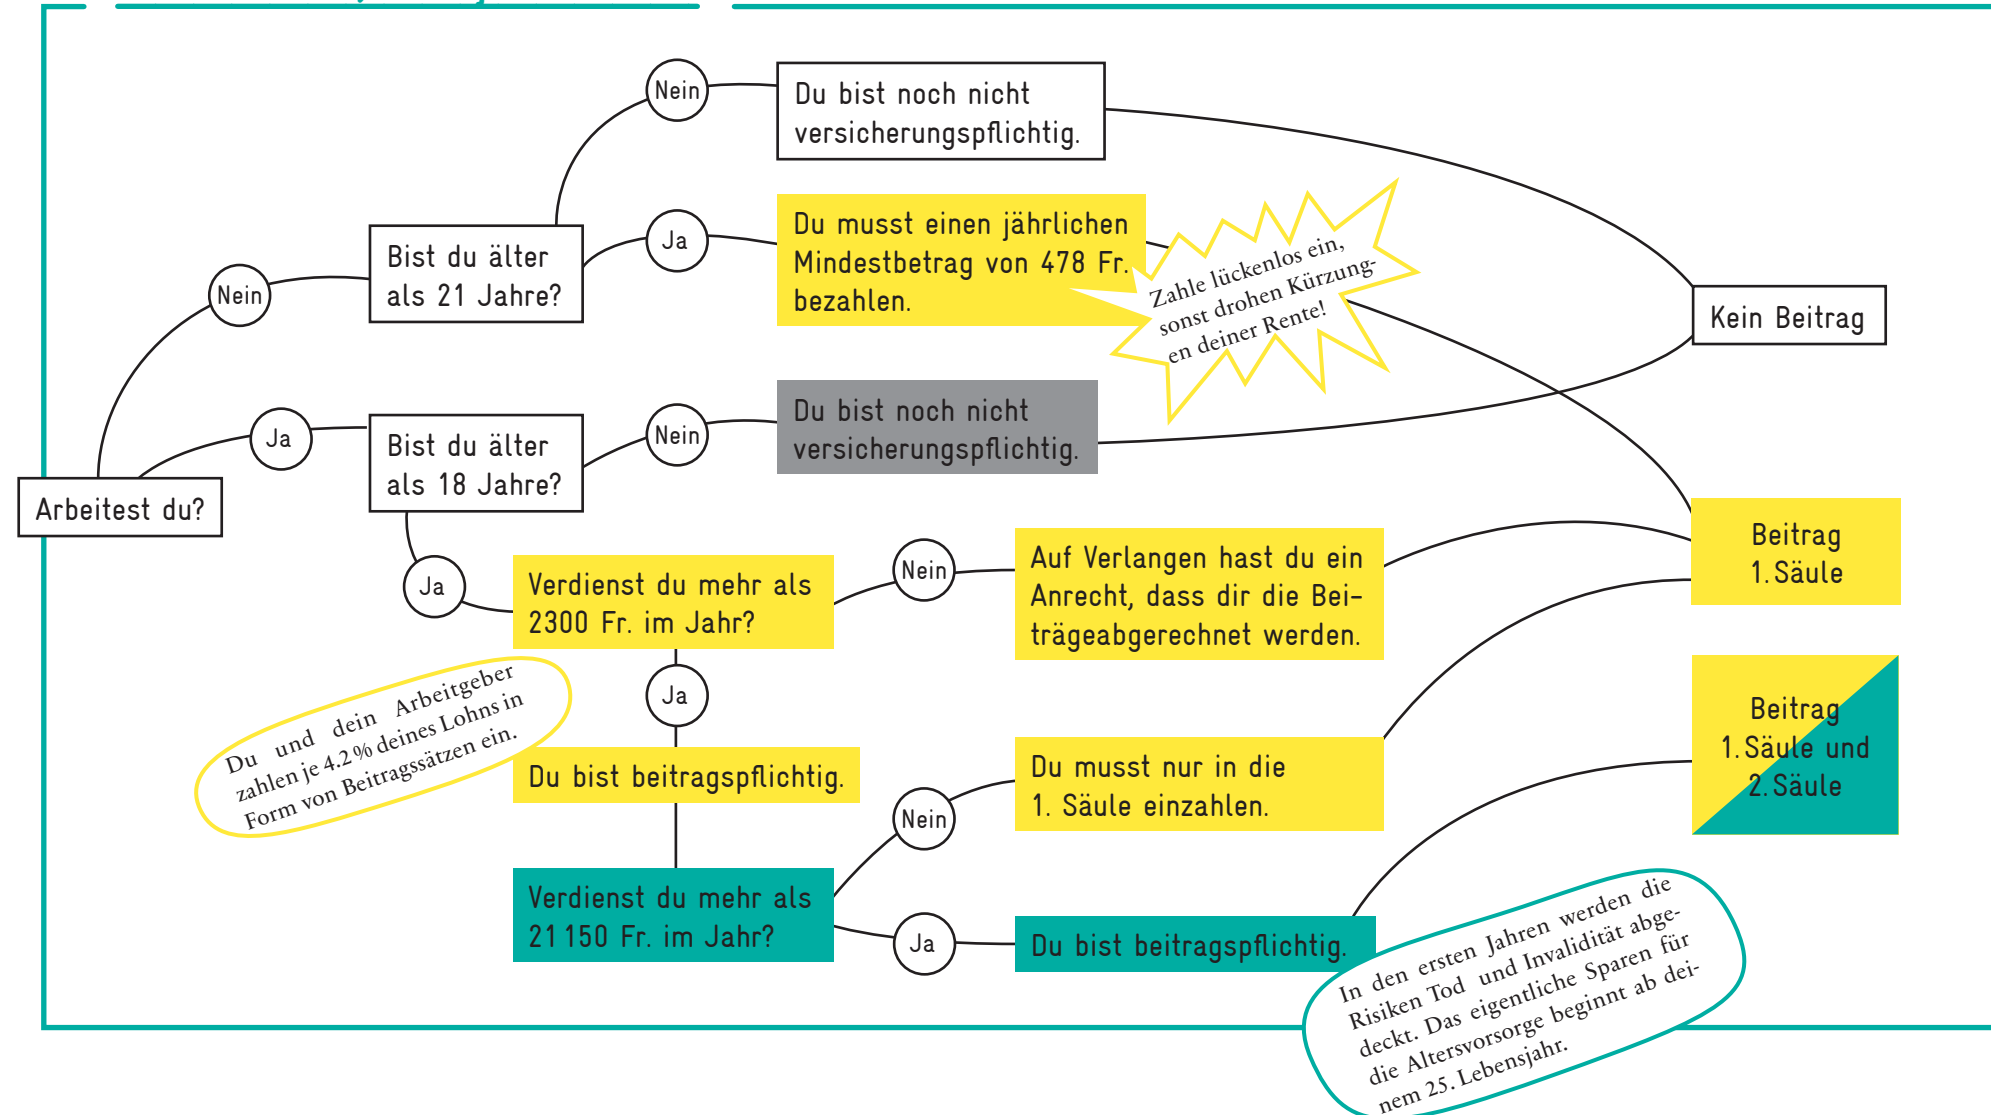 Nein
Du bist noch nicht
versicherungspflichtig.
Bist du älter
als 21 Jahre?
Ja
Du musst einen jährlichen
Mindestbetrag von 478 Fr.
bezahlen.
Zahle lückenlos ein,
sonst drohen Kürzung-
en deiner Rente!
Nein
Kein Beitrag
Ja
Bist du älter
als 18 Jahre?
Nein
Du bist noch nicht
versicherungspflichtig.
Arbeitest du?
Ja
Verdienst du mehr als
2300 Fr. im Jahr?
Nein
Auf Verlangen hast du ein
Anrecht, dass dir die Bei-
trägeabgerechnet werden.
Beitrag
1. Säule
Du und dein Arbeitgeber
zahlen je 4.2 % deines Lohns in
Form von Beitragssätzen ein.
Ja
Du bist beitragspflichtig.
Nein
Du musst nur in die
1. Säule einzahlen.
Beitrag
1. Säule und
2. Säule
Verdienst du mehr als
21 150 Fr. im Jahr?
Ja
Du bist beitragspflichtig.
In den ersten Jahren werden die
Risiken Tod und Invalidität abge-
deckt. Das eigentliche Sparen für
die Altersvorsorge beginnt ab dei-
nem 25. Lebensjahr.